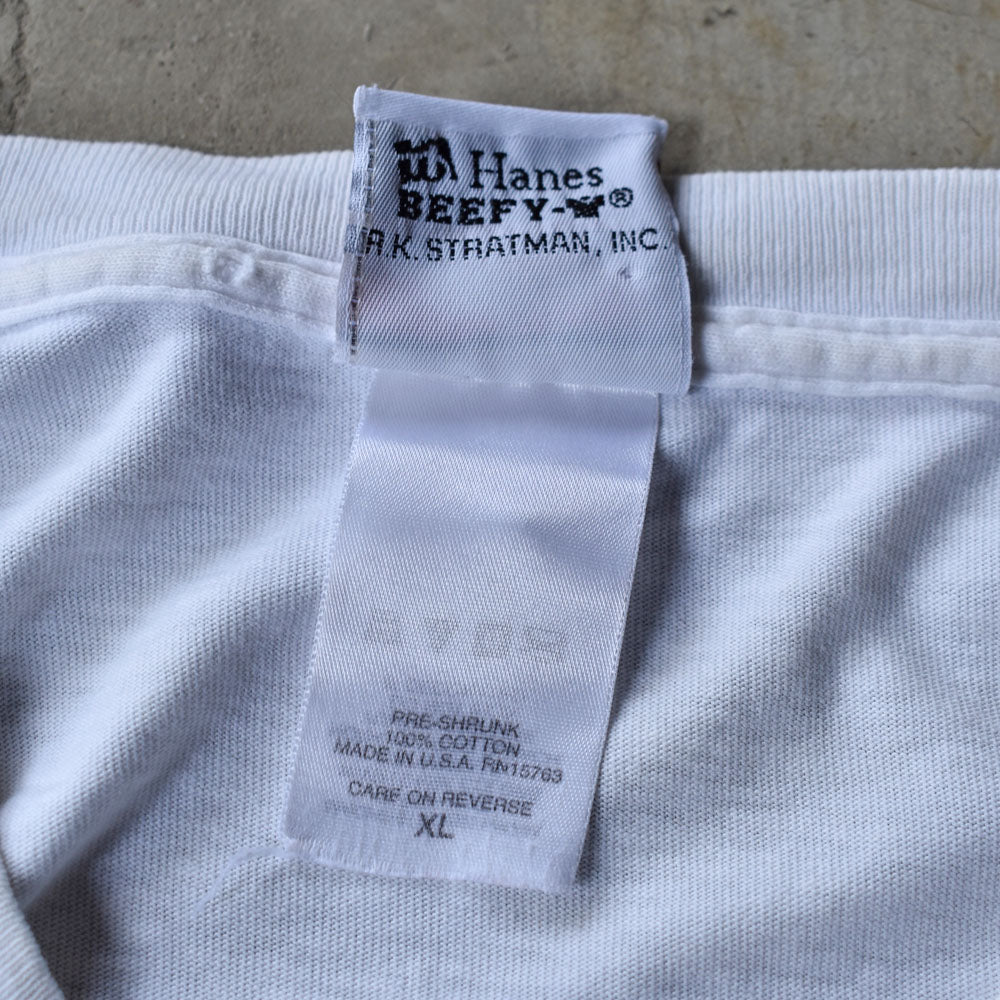 Hanes
BEEFY-
®
R.K. STRATMAN, INC.
PRE-SHRUNK
100% COTTON
MADE IN U.S.A. RN15763
CARE ON REVERSE
XL